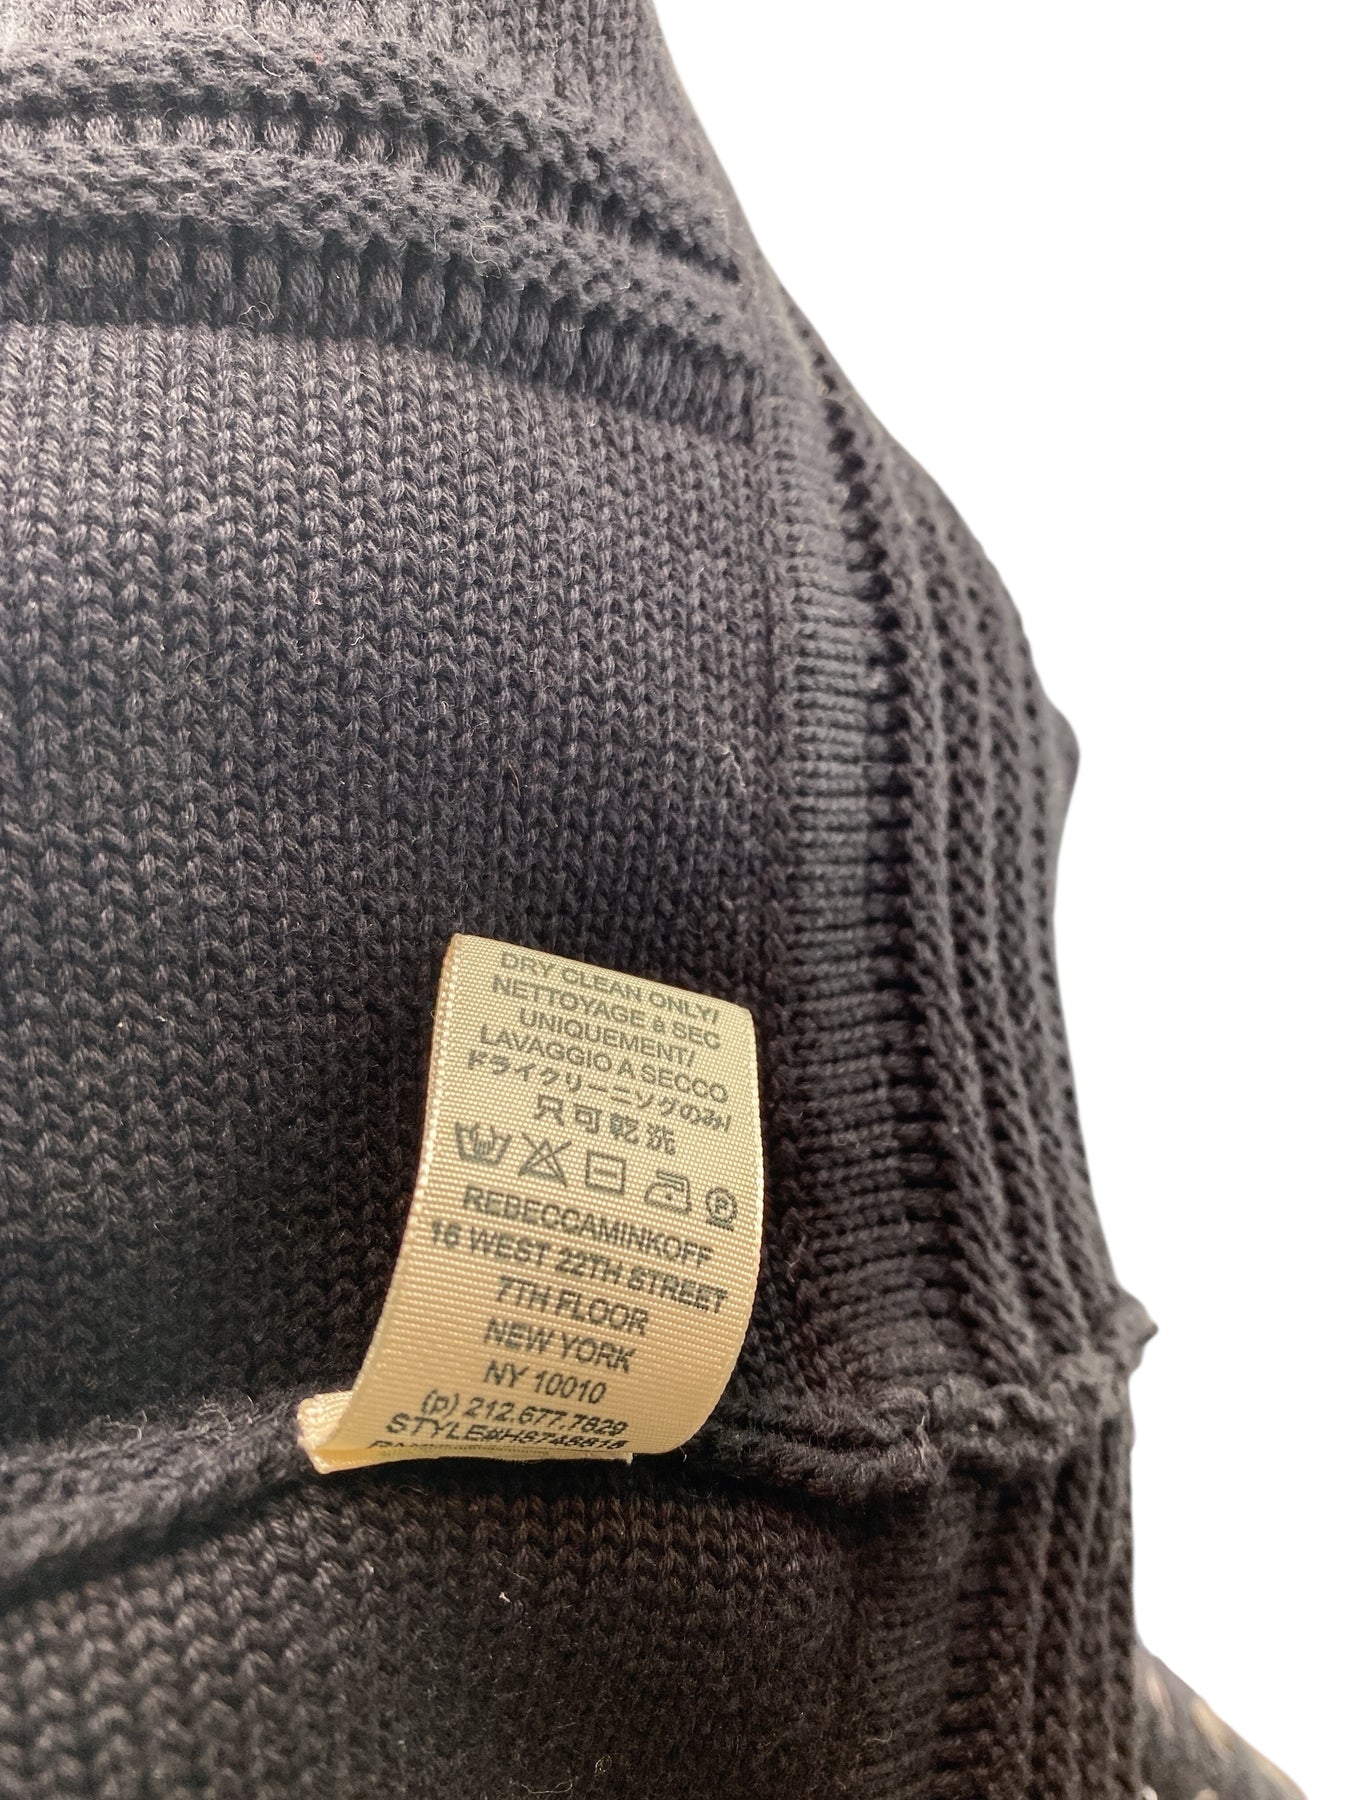 DRY CLEAN ONLY/
NETTOYAGE à SEC
UNIQUEMENT/
LAVAGGIO A SECCO
ドライクリーニングのみ/
只可乾洗
P
REBECCAMINKOFF
16 WEST 22TH STREET
7TH FLOOR
NEW YORK
NY 10010
(p) 212.677.7829